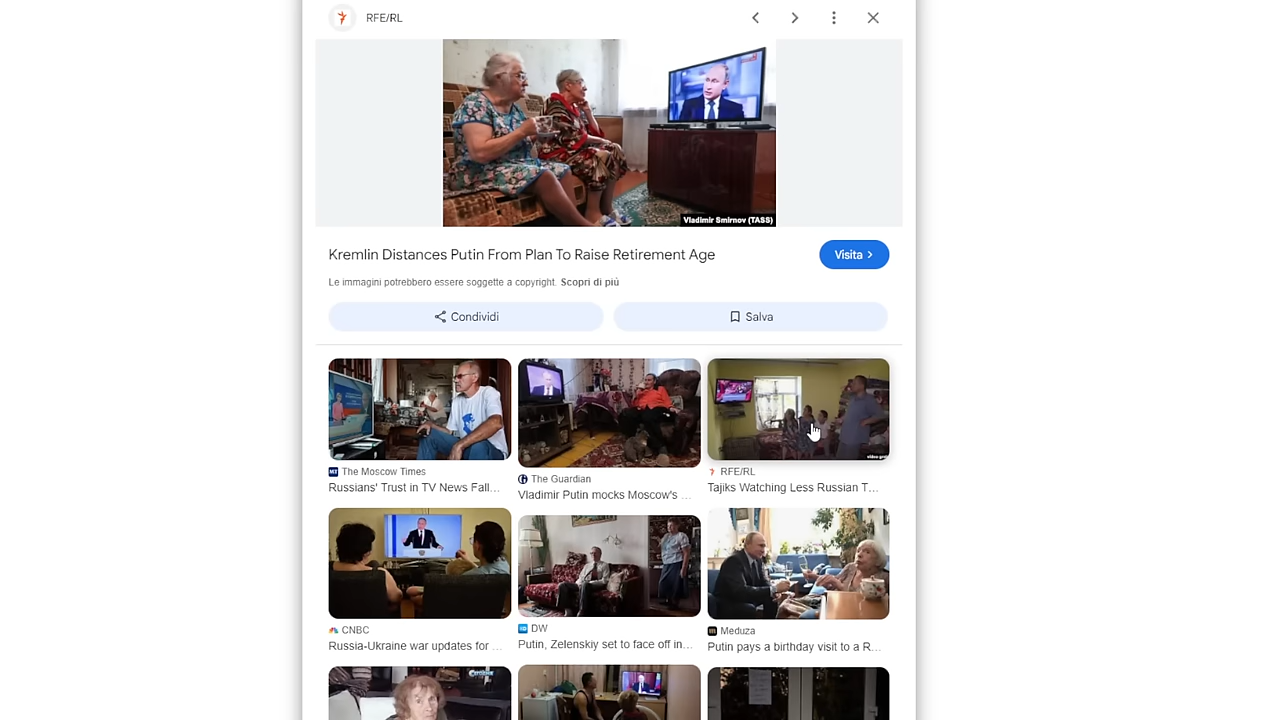 RFE/RL
Vladimir Smirnov (TASS)
Kremlin Distances Putin From Plan To Raise Retirement Age
Visita
Le immagini potrebbero essere soggette a copyright. Scopri di più
Condividi
Salva
The Moscow Times
Russians' Trust in TV News Fall...
The Guardian
Vladimir Putin mocks Moscow's ...
RFE/RL
Tajiks Watching Less Russian T...
CNBC
Russia-Ukraine war updates for ...
DW
Putin, Zelenskiy set to face off in...
Meduza
Putin pays a birthday visit to a R...